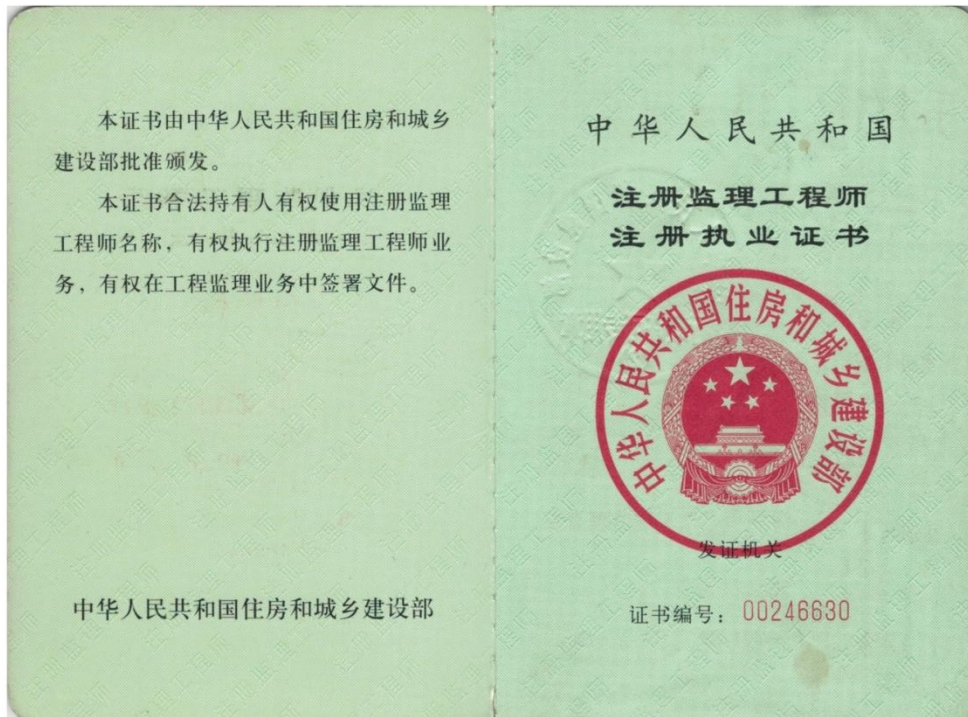 本证书由中华人民共和国住房和城乡
建设部批准颁发。
本证书合法持有人有权使用注册监理
工程师名称，有权执行注册监理工程师业
务，有权在工程监理业务中签署文件。
中华人民共和国住房和城乡建设部
中华人民共和国
注册监理工程师
注册执业证书
中华人民共和国住房和城乡建设部
发证机关
证书编号：00246630